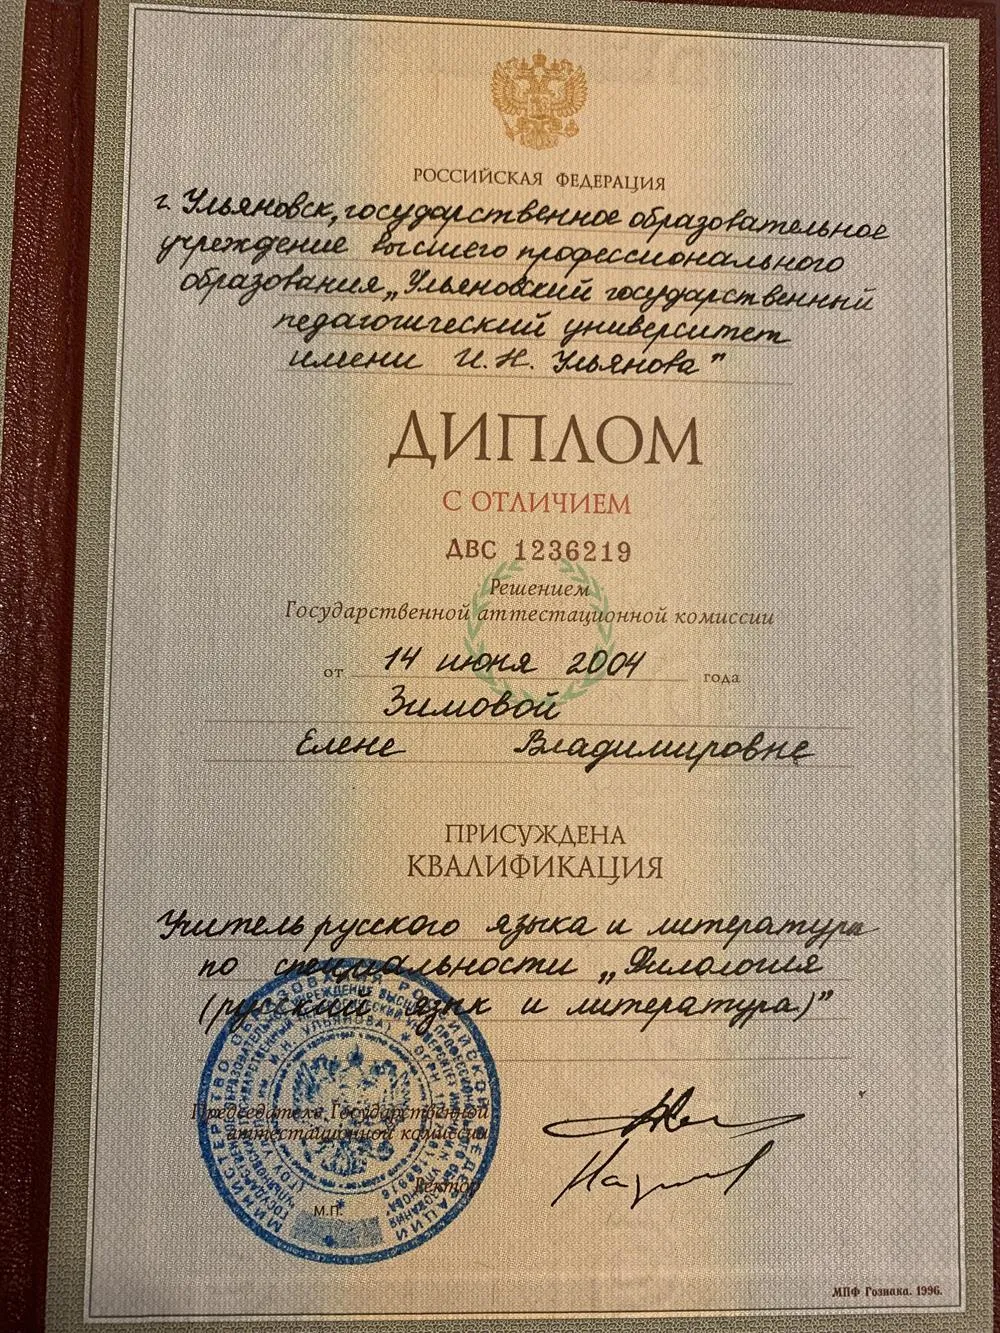 РОССИЙСКАЯ ФЕДЕРАЦИЯ
г. Ульяновск, государственное образовательное
учреждение высшего профессионального
образования „Ульяновский государственный
педагогический университет
имени И.Н. Ульянова"
ДИПЛОМ
С ОТЛИЧИЕМ
ДВС 1236219
Решением
Государственной аттестационной комиссии
от 14 июня 2004 года
Зимовой
Елене Владимировне
ПРИСУЖДЕНА
КВАЛИФИКАЦИЯ
Учитель русского языка и литературы
по специальности „Филология
(русский язык и литература)"
Председатель Государственной
аттестационной комиссии
Ректор
М.П.
МПФ Гознака. 1996.